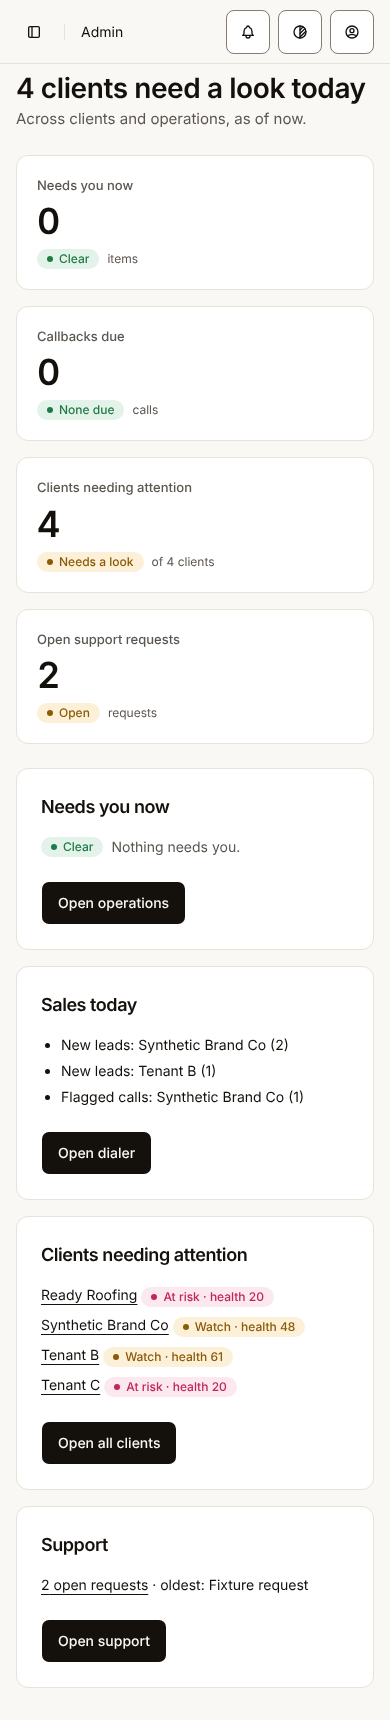 Admin
4 clients need a look today
Across clients and operations, as of now.
Needs you now
0
Clear items
Callbacks due
0
None due calls
Clients needing attention
4
Needs a look of 4 clients
Open support requests
2
Open requests
Needs you now
Clear Nothing needs you.
Open operations
Sales today
New leads: Synthetic Brand Co (2)
New leads: Tenant B (1)
Flagged calls: Synthetic Brand Co (1)
Open dialer
Clients needing attention
Ready Roofing At risk · health 20
Synthetic Brand Co Watch · health 48
Tenant B Watch · health 61
Tenant C At risk · health 20
Open all clients
Support
2 open requests · oldest: Fixture request
Open support